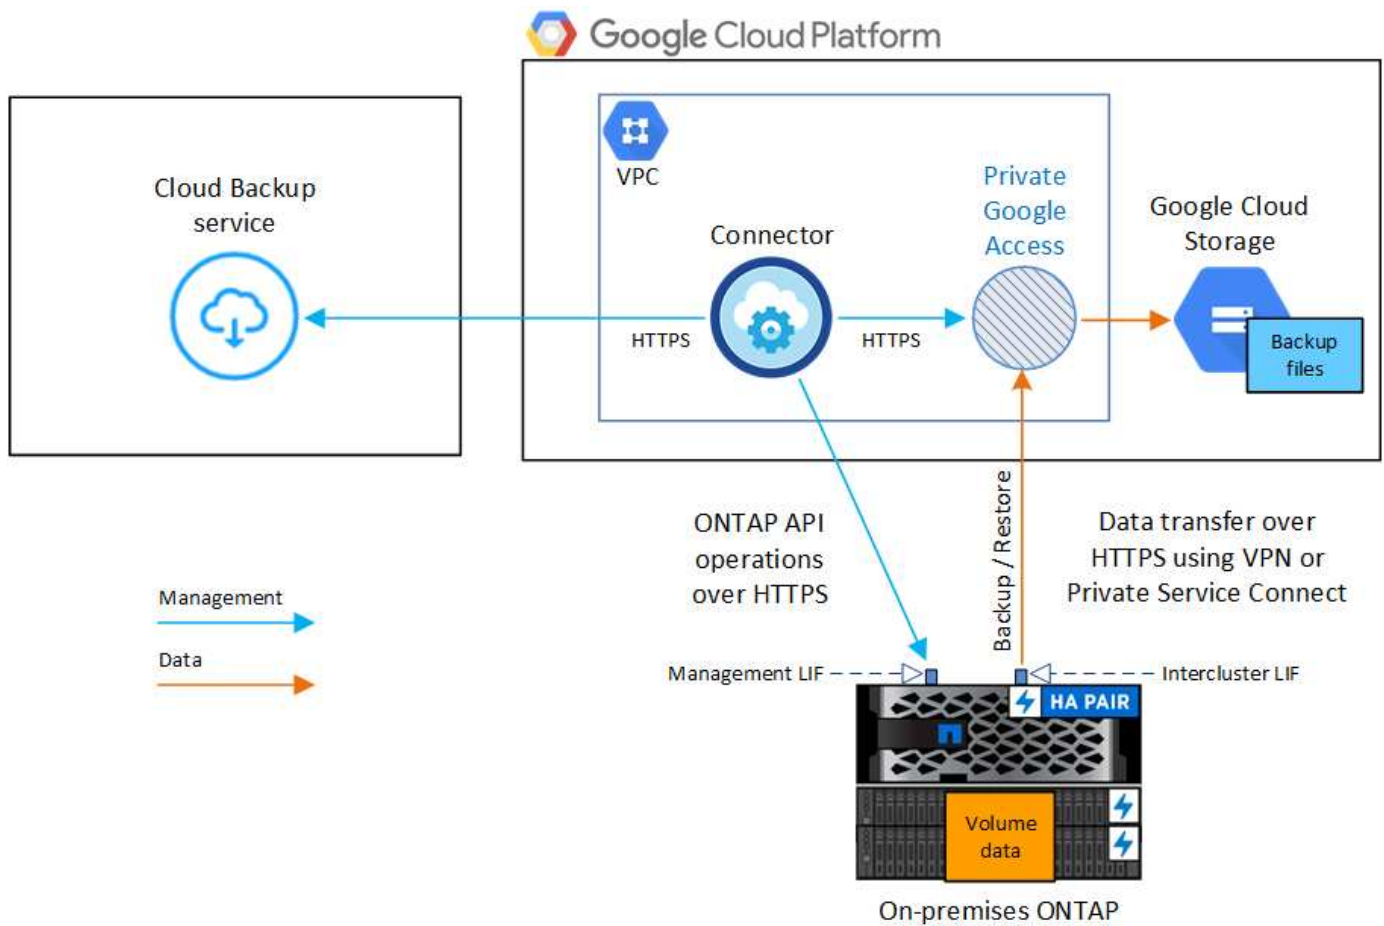 Google Cloud Platform
VPC
Cloud Backup
service
Connector
Private
Google
Access
Google Cloud
Storage
HTTPS
HTTPS
Backup
files
ONTAP API
operations
over HTTPS
Backup / Restore
Data transfer over
HTTPS using VPN or
Private Service Connect
Management
Data
Management LIF
Intercluster LIF
HA PAIR
Volume
data
On-premises ONTAP